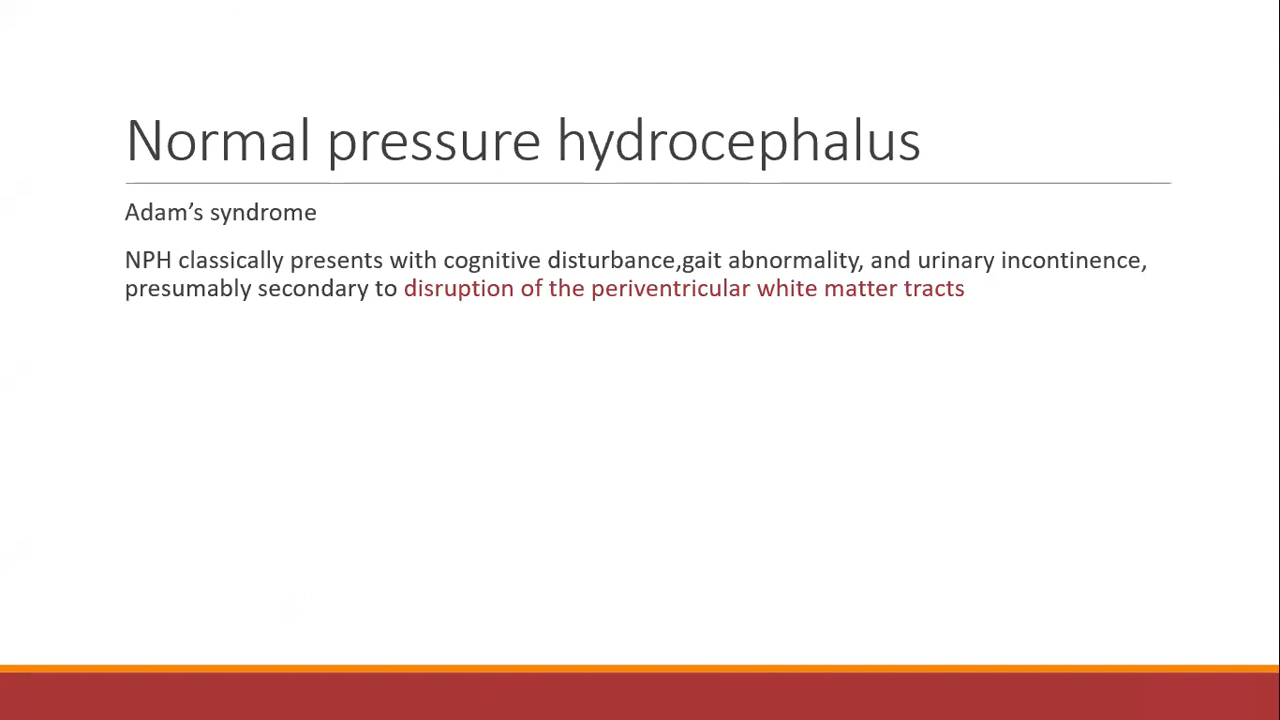 Normal pressure hydrocephalus
Adam’s syndrome
NPH classically presents with cognitive disturbance,gait abnormality, and urinary incontinence,
presumably secondary to disruption of the periventricular white matter tracts